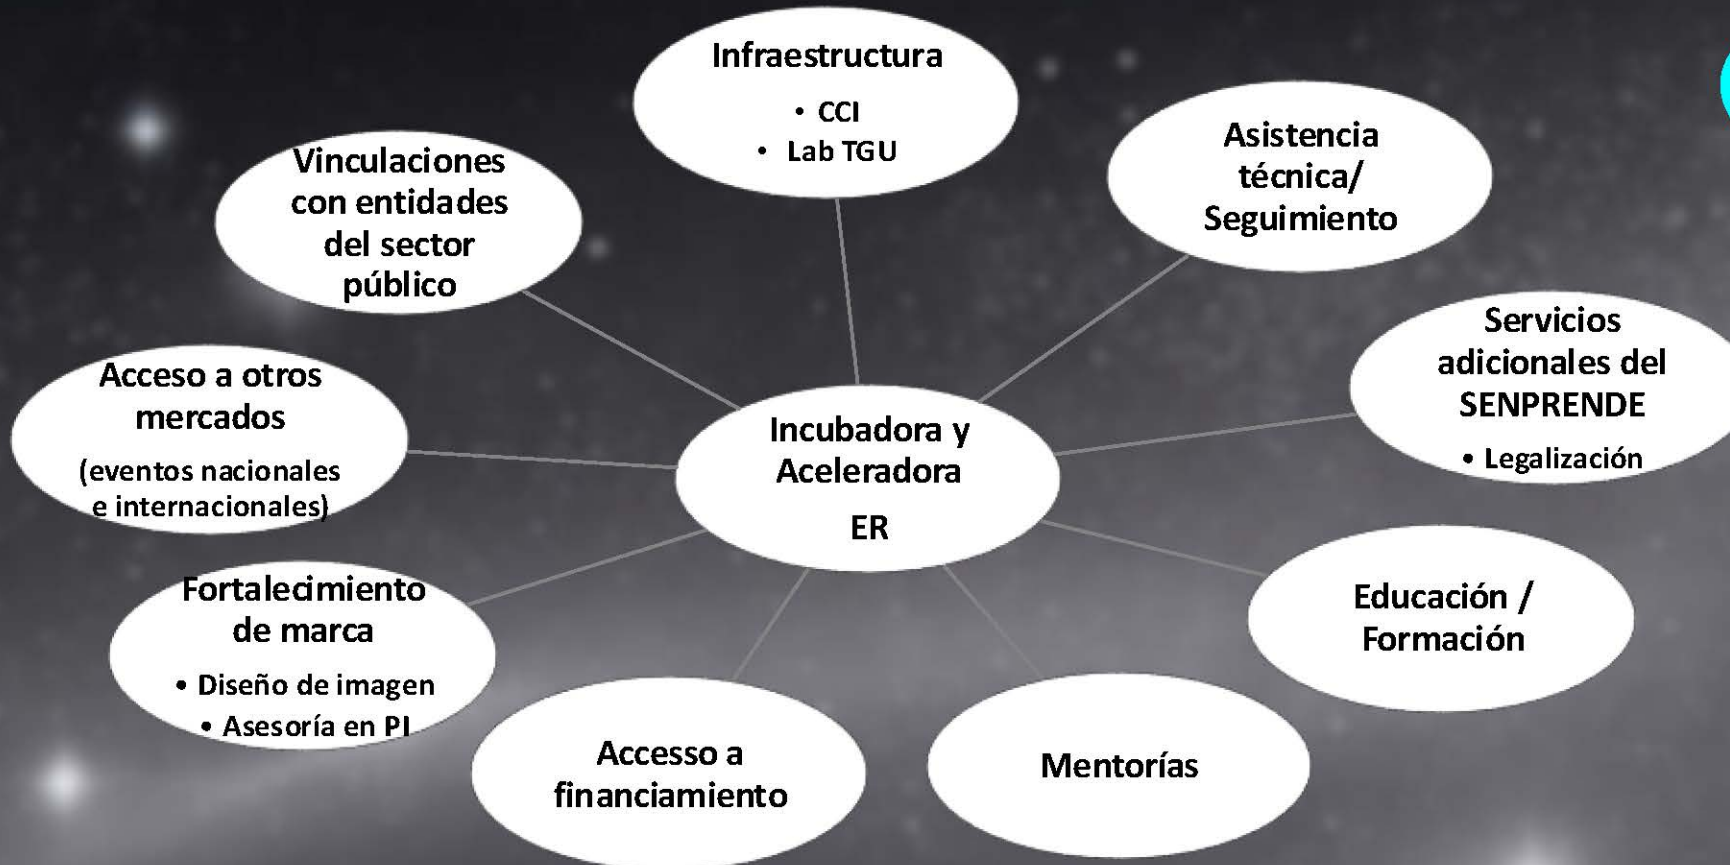 Infraestructura
• CCI
• Lab TGU
Asistencia
técnica/
Seguimiento
Servicios
adicionales del
SENPRENDE
• Legalización
Educación /
Formación
Mentorías
Accesso a
financiamiento
Fortalecimiento
de marca
• Diseño de imagen
• Asesoría en PI
Acceso a otros
mercados
(eventos nacionales
e internacionales)
Vinculaciones
con entidades
del sector
público
Incubadora y
Aceleradora
ER